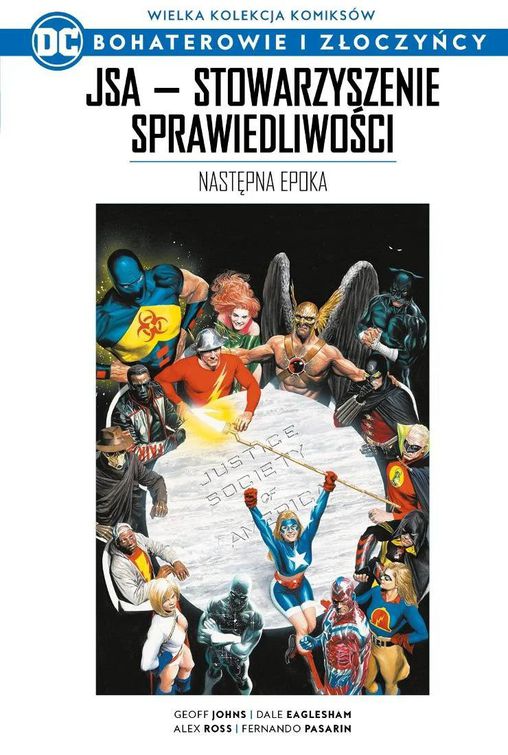 WIELKA KOLEKCJA KOMIKSÓW
DC BOHATEROWIE I ZŁOCZYŃCY
JSA – STOWARZYSZENIE
SPRAWIEDLIWOŚCI
NASTĘPNA EPOKA
JUSTICE
SOCIETY
OF
AMERICA
GEOFF JOHNS | DALE EAGLESHAM
ALEX ROSS | FERNANDO PASARIN